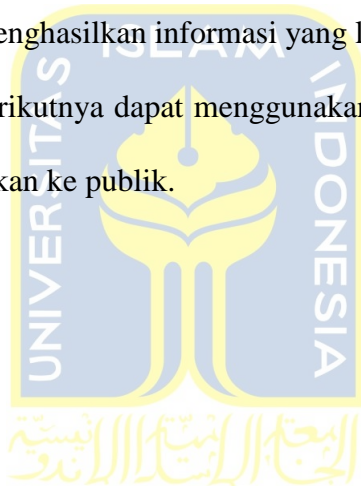 enghasilkan informasi yang l
rikutnya dapat menggunakan
kan ke publik.
UNIVERSITAS ISLAM INDONESIA